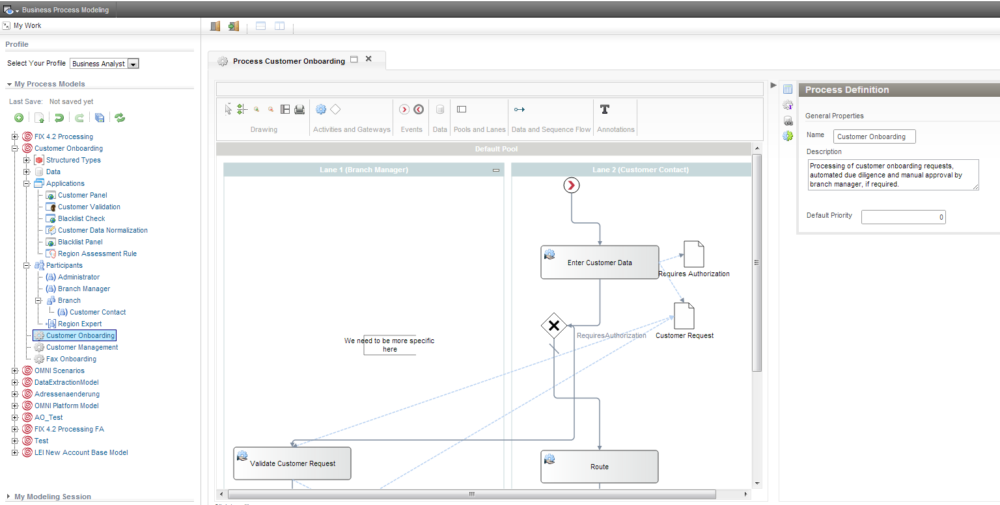 Business Process Modeling
My Work
Profile
Select Your Profile Business Analyst
My Process Models
Last Save: Not saved yet
FIX 4.2 Processing
Customer Onboarding
Structured Types
Data
Applications
Customer Panel
Customer Validation
Blacklist Check
Customer Data Normalization
Blacklist Panel
Region Assessment Rule
Participants
Administrator
Branch Manager
Branch
Customer Contact
Region Expert
Customer Onboarding
Customer Management
Fax Onboarding
OMNI Scenarios
DataExtractionModel
Adressenaenderung
OMNI Platform Model
AO_Test
FIX 4.2 Processing FA
Test
LEI New Account Base Model
My Modeling Session
Process Customer Onboarding
T
Drawing
Activities and Gateways
Events
Data
Pools and Lanes
Data and Sequence Flow
Annotations
Default Pool
Lane 1 (Branch Manager)
Lane 2 (Customer Contact)
Enter Customer Data
Requires Authorization
RequiresAuthorization
Customer Request
We need to be more specific
here
Validate Customer Request
Route
Process Definition
General Properties
Name Customer Onboarding
Description
Processing of customer onboarding requests,
automated due diligence and manual approval by
branch manager, if required.
Default Priority 0